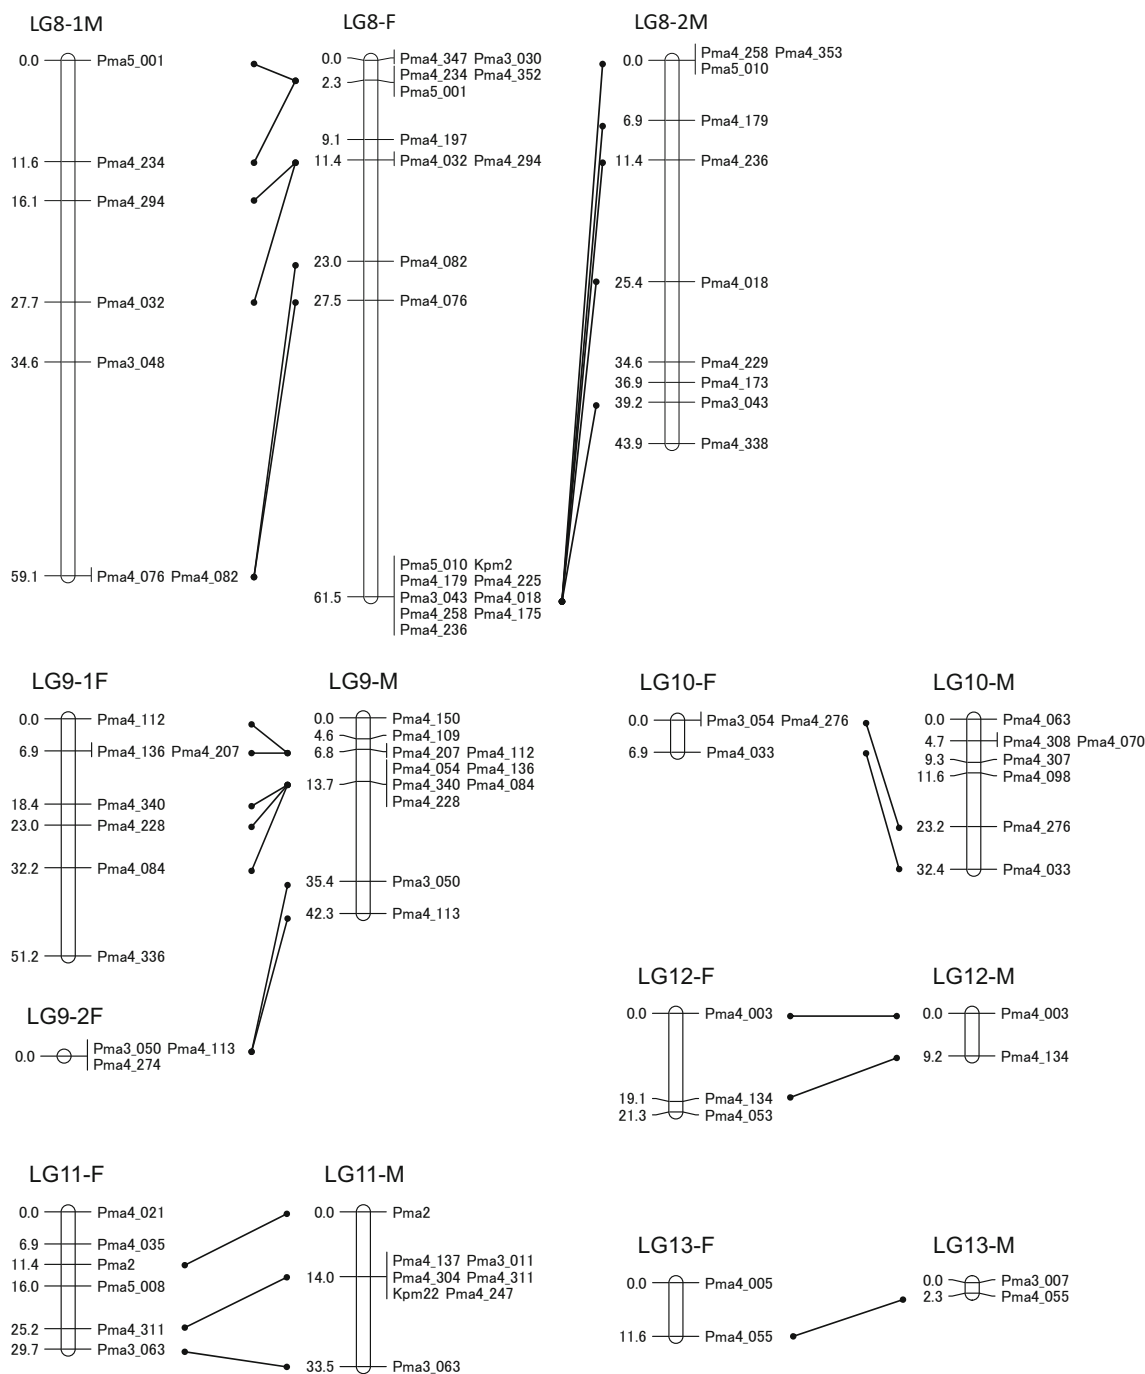 LG8-1M
0.0 Pma5_001
11.6 Pma4_234
16.1 Pma4_294
27.7 Pma4_032
34.6 Pma3_048
59.1 Pma4_076 Pma4_082
LG8-F
0.0 Pma4_347 Pma3_030
2.3 Pma4_234 Pma4_352
Pma5_001
9.1 Pma4_197
11.4 Pma4_032 Pma4_294
23.0 Pma4_082
27.5 Pma4_076
Pma5_010 Kpm2
Pma4_179 Pma4_225
61.5 Pma3_043 Pma4_018
Pma4_258 Pma4_175
Pma4_236
LG8-2M
0.0 Pma4_258 Pma4_353
Pma5_010
6.9 Pma4_179
11.4 Pma4_236
25.4 Pma4_018
34.6 Pma4_229
36.9 Pma4_173
39.2 Pma3_043
43.9 Pma4_338
LG9-1F
0.0 Pma4_112
6.9 Pma4_136 Pma4_207
18.4 Pma4_340
23.0 Pma4_228
32.2 Pma4_084
51.2 Pma4_336
LG9-2F
0.0 Pma3_050 Pma4_113
Pma4_274
LG9-M
0.0 Pma4_150
4.6 Pma4_109
6.8 Pma4_207 Pma4_112
Pma4_054 Pma4_136
13.7 Pma4_340 Pma4_084
Pma4_228
35.4 Pma3_050
42.3 Pma4_113
LG10-F
0.0 Pma3_054 Pma4_276
6.9 Pma4_033
LG10-M
0.0 Pma4_063
4.7 Pma4_308 Pma4_070
9.3 Pma4_307
11.6 Pma4_098
23.2 Pma4_276
32.4 Pma4_033
LG12-F
0.0 Pma4_003
19.1 Pma4_134
21.3 Pma4_053
LG12-M
0.0 Pma4_003
9.2 Pma4_134
LG11-F
0.0 Pma4_021
6.9 Pma4_035
11.4 Pma2
16.0 Pma5_008
25.2 Pma4_311
29.7 Pma3_063
LG11-M
0.0 Pma2
Pma4_137 Pma3_011
14.0 Pma4_304 Pma4_311
Kpm22 Pma4_247
33.5 Pma3_063
LG13-F
0.0 Pma4_005
11.6 Pma4_055
LG13-M
0.0 Pma3_007
2.3 Pma4_055